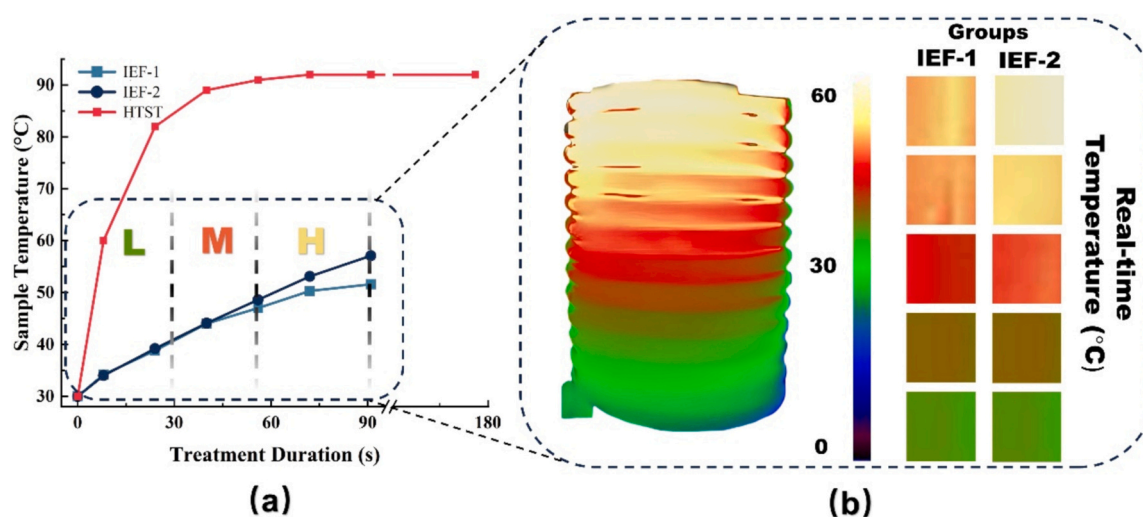 IEF-1
IEF-2
HTST
90
80
70
60
50
40
30
Sample Temperature (°C)
L
M
H
0
30
60
90
180
Treatment Duration (s)
(a)
Groups
IEF-1 IEF-2
60
30
0
Real-time
Temperature (°C)
(b)